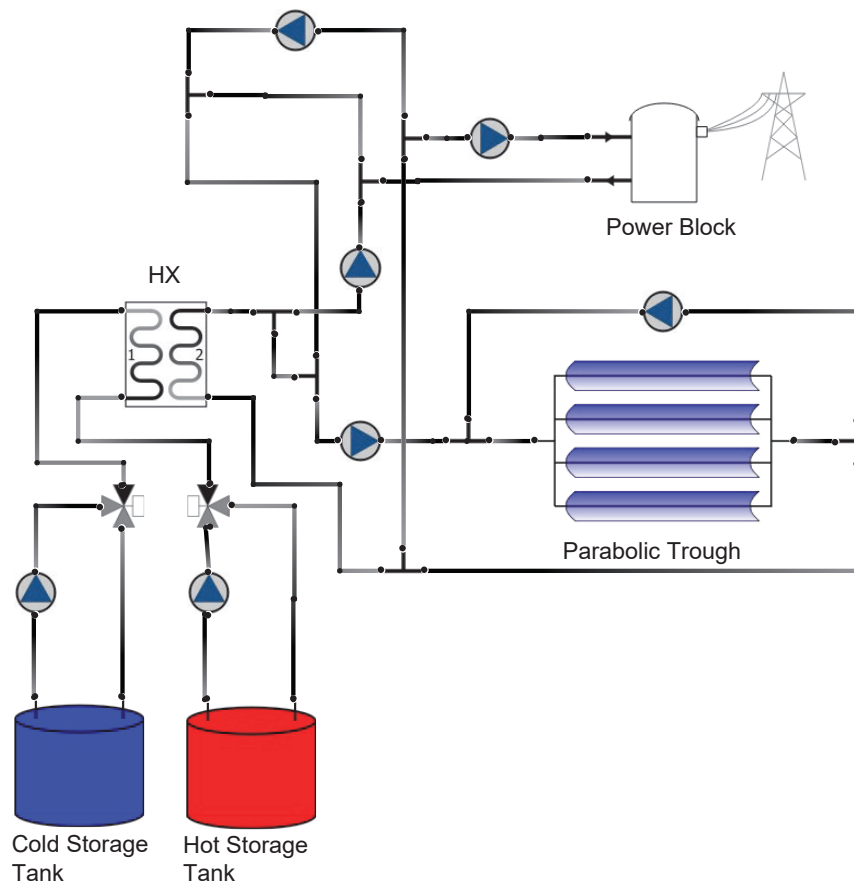 Power Block
HX
1
2
Parabolic Trough
Cold Storage
Tank
Hot Storage
Tank